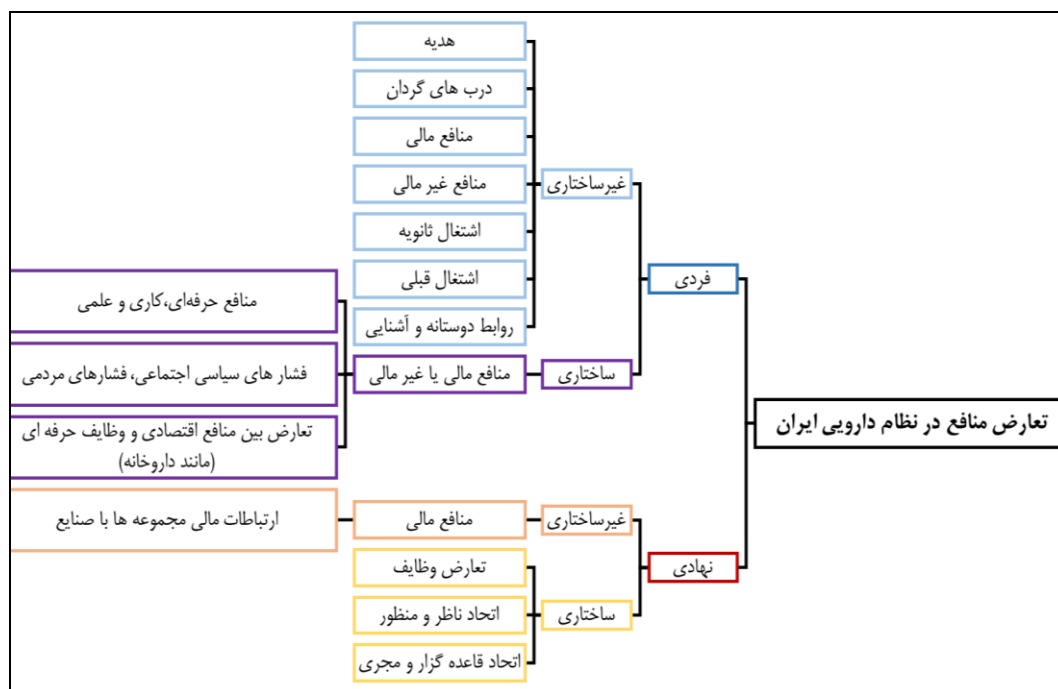 تعارض منافع در نظام دارویی ایران
فردی
غیرساختاری
هدیه
درب های گردان
منافع مالی
منافع غیر مالی
اشتغال ثانویه
اشتغال قبلی
روابط دوستانه و آشنایی
ساختاری
منافع مالی یا غیر مالی
منافع حرفه‌ای،کاری و علمی
فشار های سیاسی اجتماعی، فشارهای مردمی
تعارض بین منافع اقتصادی و وظایف حرفه ای
(مانند داروخانه)
نهادی
غیرساختاری
منافع مالی
ارتباطات مالی مجموعه ها با صنایع
ساختاری
تعارض وظایف
اتحاد ناظر و منظور
اتحاد قاعده گزار و مجری